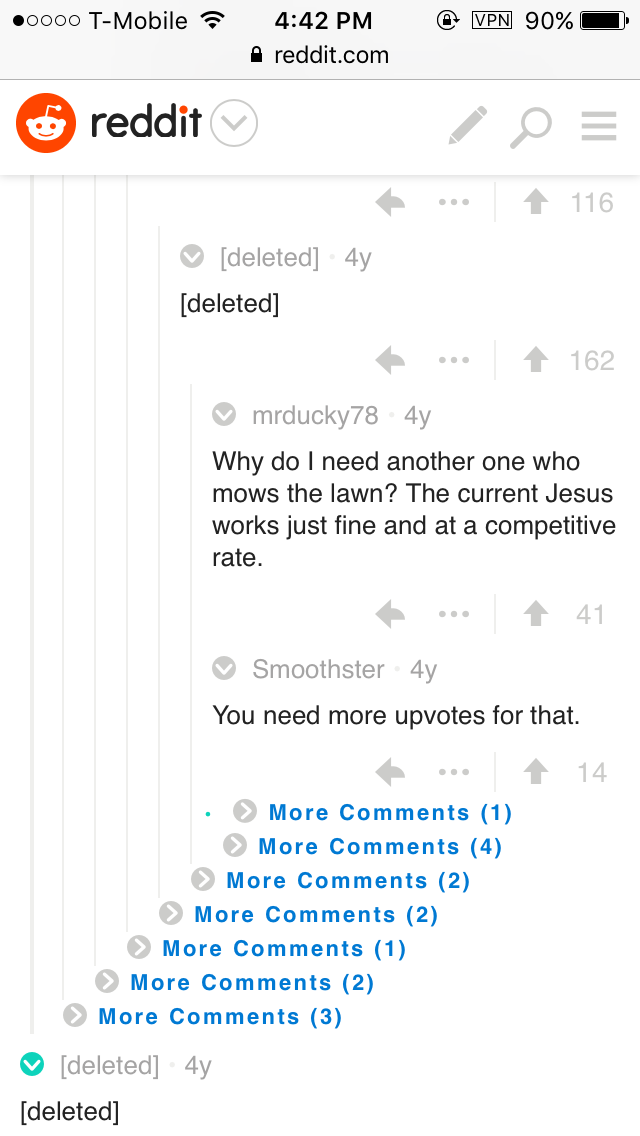 T-Mobile 4:42 PM VPN 90%
reddit.com
reddit
116
[deleted] · 4y
[deleted]
162
mrducky78 · 4y
Why do I need another one who
mows the lawn? The current Jesus
works just fine and at a competitive
rate.
41
Smoothster · 4y
You need more upvotes for that.
14
More Comments (1)
More Comments (4)
More Comments (2)
More Comments (2)
More Comments (1)
More Comments (2)
More Comments (3)
[deleted] · 4y
[deleted]